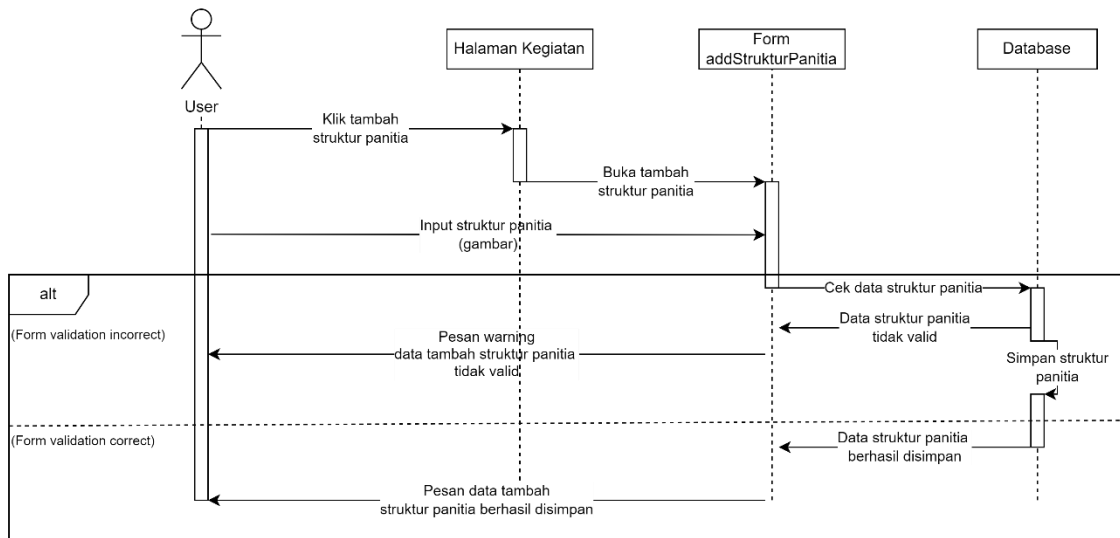 User
Halaman Kegiatan
Form
addStrukturPanitia
Database
Klik tambah
struktur panitia
Buka tambah
struktur panitia
Input struktur panitia
(gambar)
alt
(Form validation incorrect)
Cek data struktur panitia
Data struktur panitia
tidak valid
Pesan warning
data tambah struktur panitia
tidak valid
Simpan struktur
panitia
(Form validation correct)
Data struktur panitia
berhasil disimpan
Pesan data tambah
struktur panitia berhasil disimpan